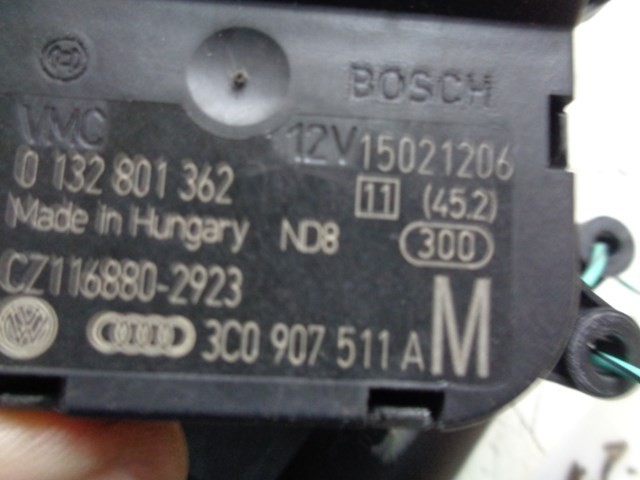 BOSCH
VMC
12V 15021206
0 132 801 362
11 (45.2)
Made in Hungary ND8 300
CZ116880-2923
3C0 907 511 A M